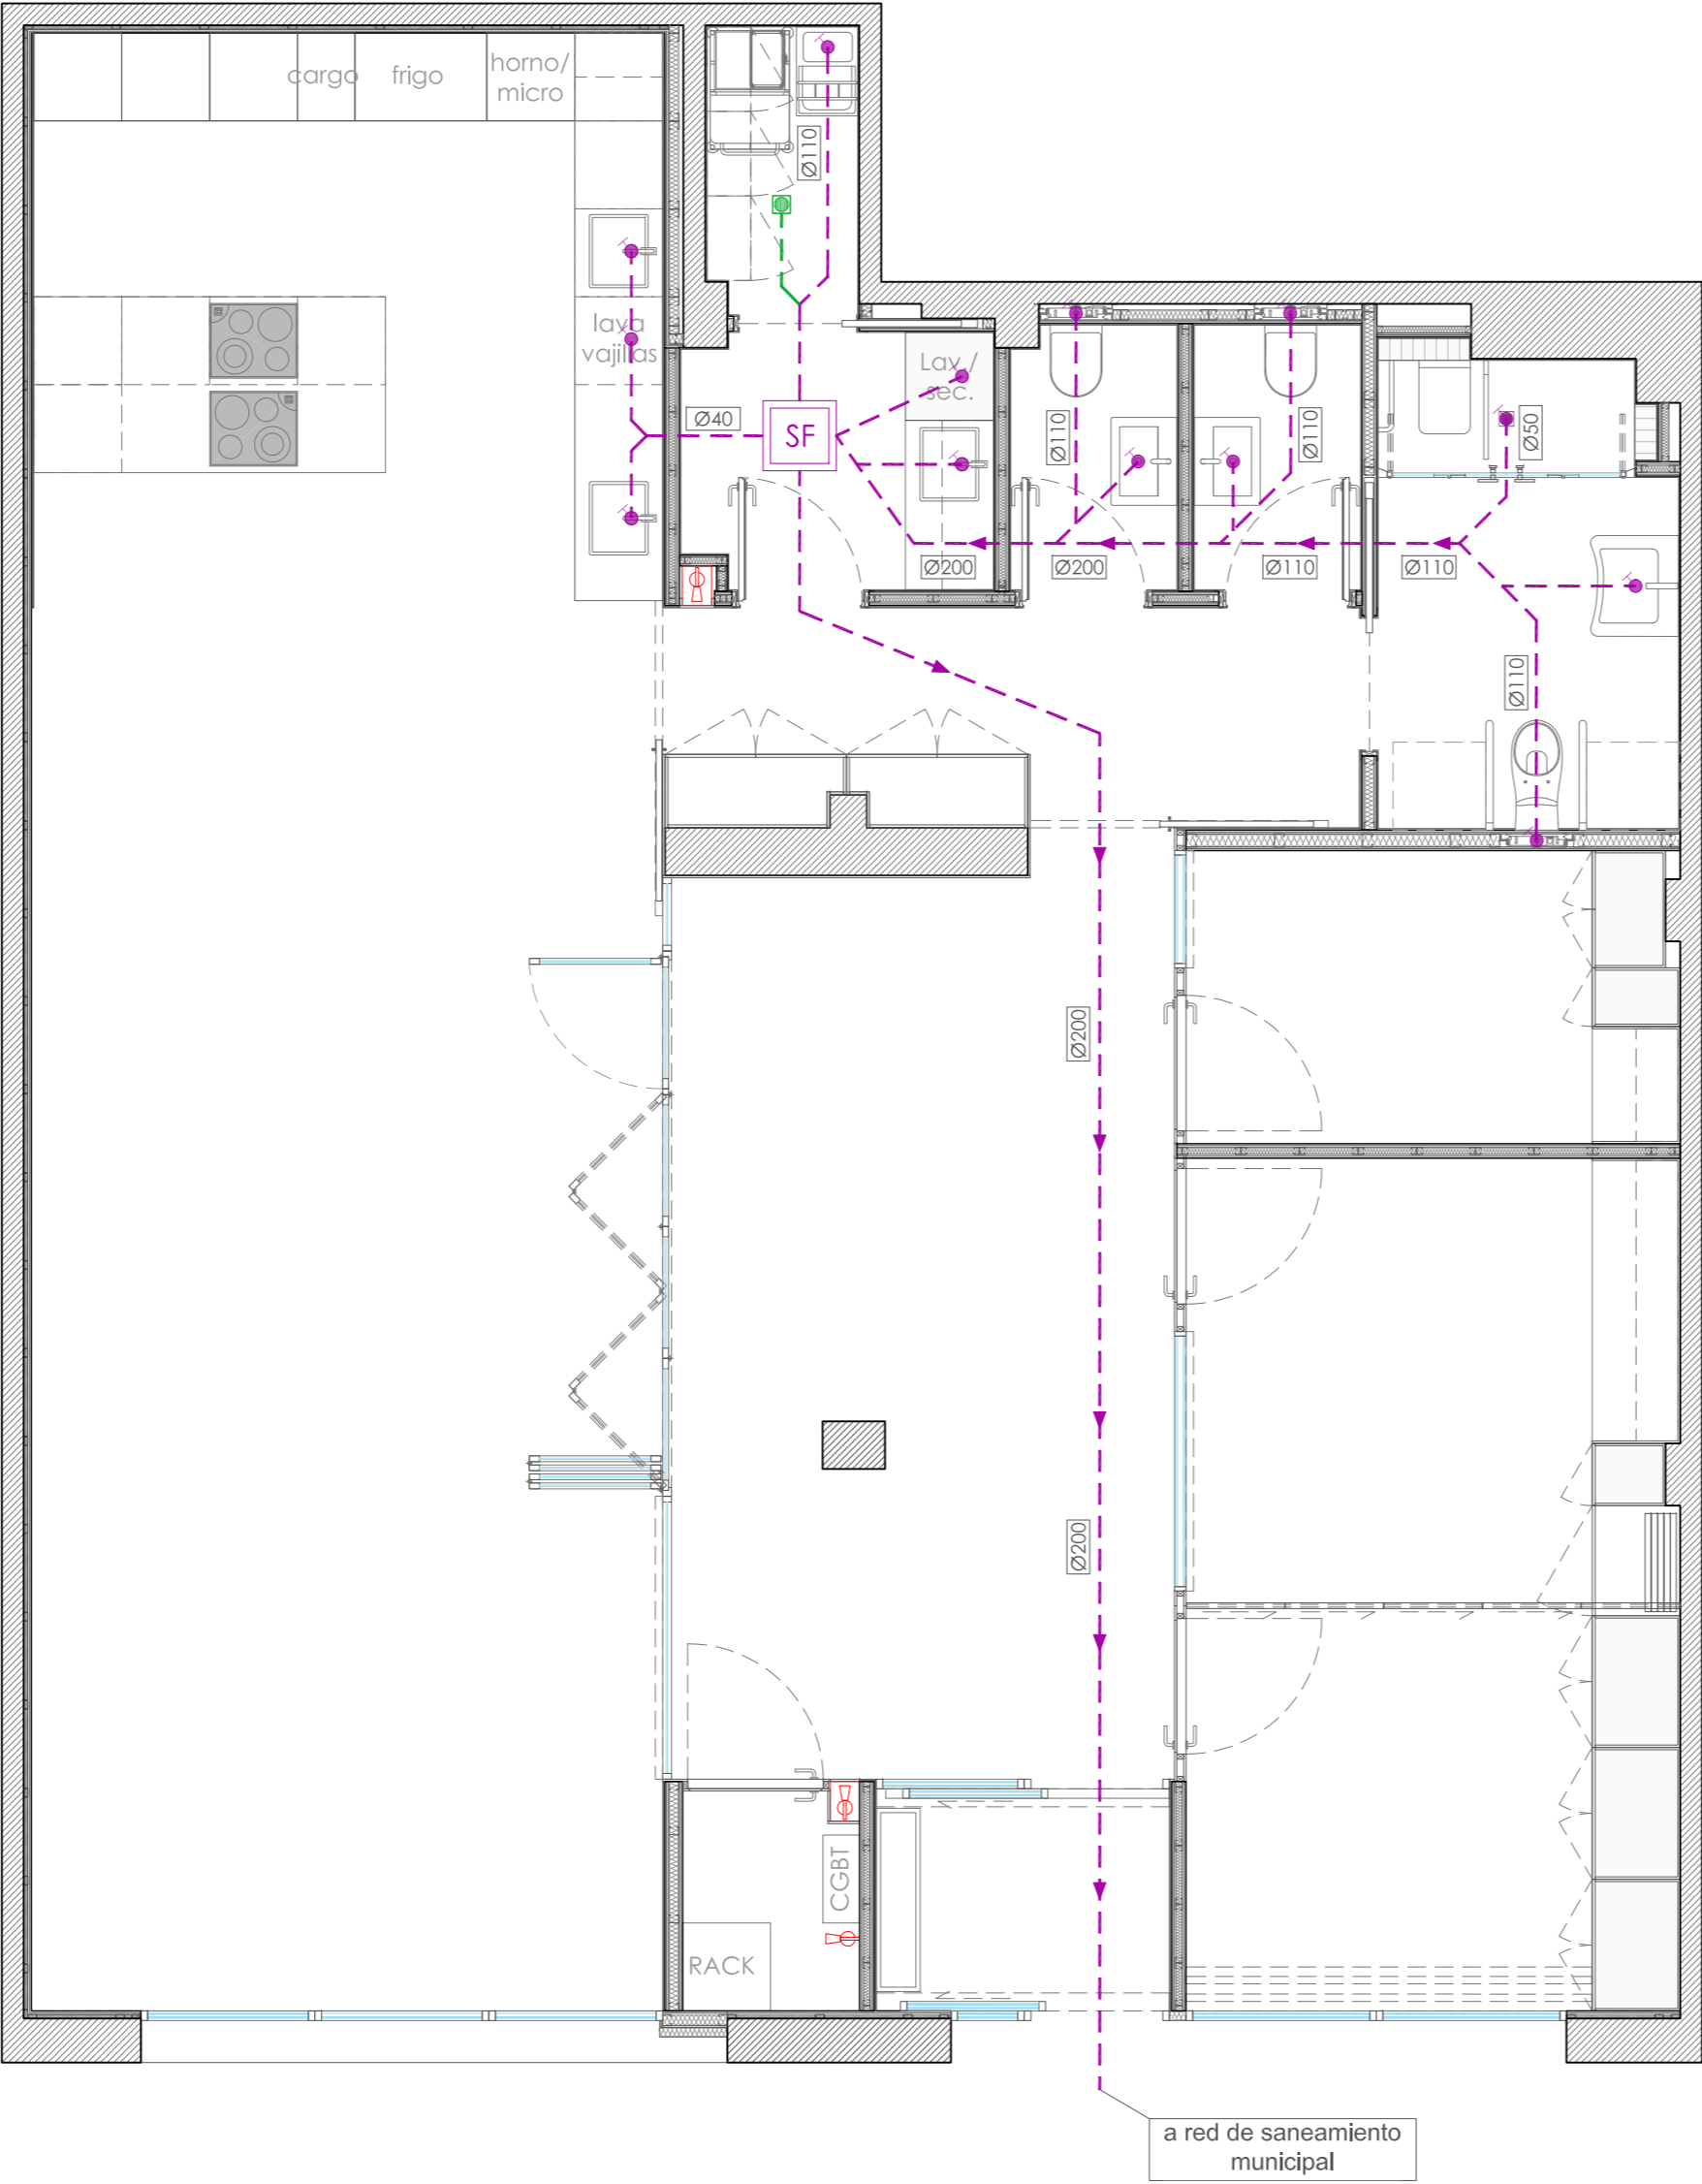 cargo
frigo
horno/
micro
Ø110
lava
vajillas
Lav./
sec.
Ø40
SF
Ø110
Ø110
Ø50
Ø200
Ø200
Ø110
Ø110
Ø110
Ø200
Ø200
CGBT
RACK
a red de saneamiento
municipal